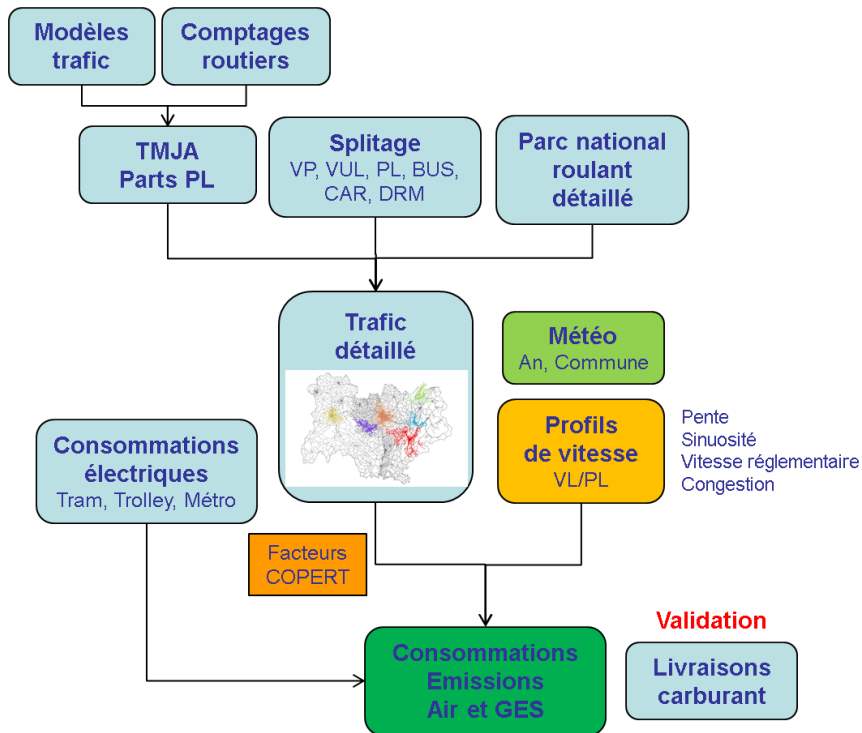 Modèles
trafic
Comptages
routiers
TMJA
Parts PL
Splitage
VP, VUL, PL, BUS,
CAR, DRM
Parc national
roulant
détaillé
Trafic
détaillé
Météo
An, Commune
Profils
de vitesse
VL/PL
Pente
Sinuosité
Vitesse réglementaire
Congestion
Consommations
électriques
Tram, Trolley, Métro
Facteurs
COPERT
Consommations
Emissions
Air et GES
Validation
Livraisons
carburant